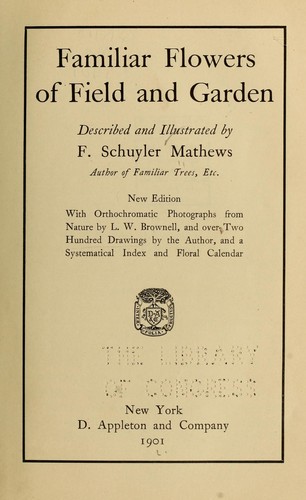 Familiar Flowers
of Field and Garden
Described and Illustrated by
F. Schuyler Mathews
Author of Familiar Trees, Etc.
New Edition
With Orthochromatic Photographs from
Nature by L. W. Brownell, and over Two
Hundred Drawings by the Author, and a
Systematical Index and Floral Calendar
THE LIBRARY
OF CONGRESS
New York
D. Appleton and Company
1901